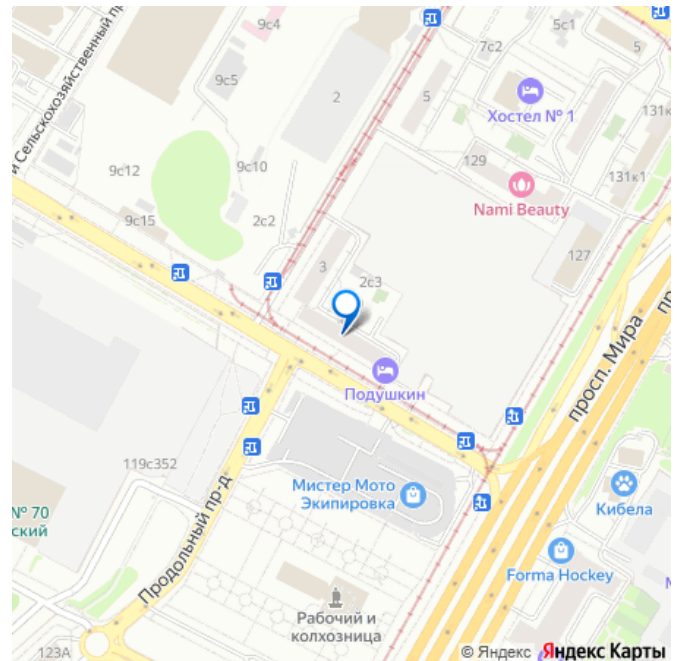 9с4
7с2
5с1
5
и Сельскохозяйственный пр
9с5
2
5
Хостел № 1
131к
9с12
9с10
129
131к1
Nami Beauty
9с15
2с2
127
3
2с3
просп. Мира
пр
Подушкин
119с352
Мистер Мото
Экипировка
Кибела
№ 70
ский
Продольный пр-д
Forma Hockey
Рабочий и
колхозница
123А
© Яндекс Яндекс Карты